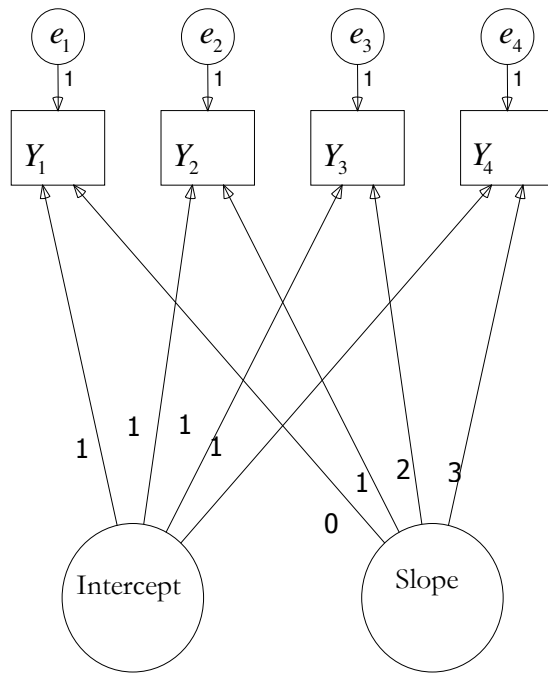 e₁ e₂ e₃ e₄
1 1 1 1
Y₁ Y₂ Y₃ Y₄
1 1 1 1 0 1 2 3
Intercept Slope